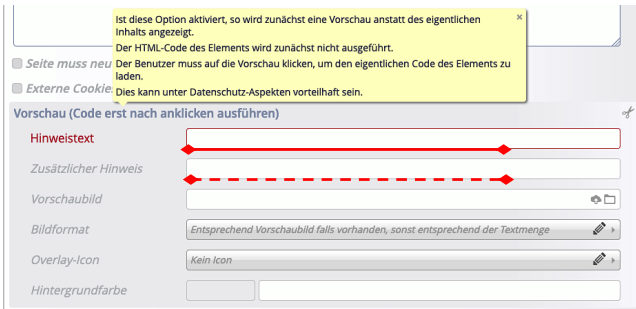 Ist diese Option aktiviert, so wird zunächst eine Vorschau anstatt des eigentlichen
Inhalts angezeigt.
Der HTML-Code des Elements wird zunächst nicht ausgeführt.
Der Benutzer muss auf die Vorschau klicken, um den eigentlichen Code des Elements zu
laden.
Dies kann unter Datenschutz-Aspekten vorteilhaft sein.
Seite muss neu
Externe Cookie
Vorschau (Code erst nach anklicken ausführen)
Hinweistext
Zusätzlicher Hinweis
Vorschaubild
Bildformat
Entsprechend Vorschaubild falls vorhanden, sonst entsprechend der Textmenge
Overlay-Icon
Kein Icon
Hintergrundfarbe